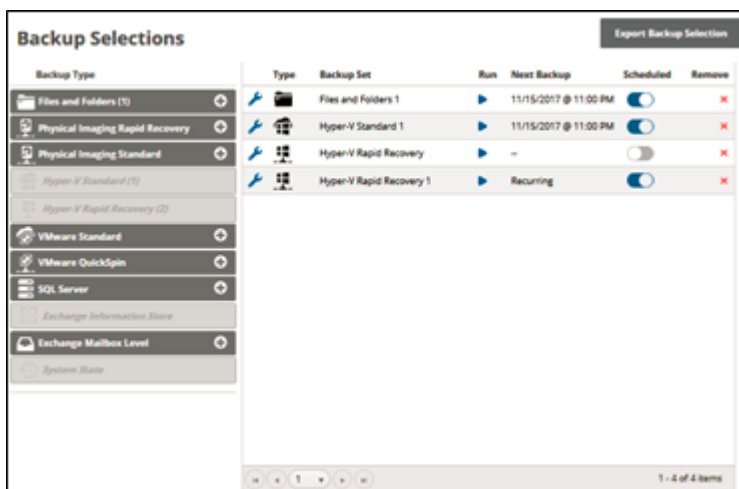 Backup Selections
Export Backup Selection
Backup Type
Type Backup Set Run Next Backup Scheduled Remove
Files and Folders (1)
Physical Imaging Rapid Recovery
Physical Imaging Standard
Hyper-V Standard (1)
Hyper-V Rapid Recovery (2)
VMware Standard
VMware QuickSpin
SQL Server
Exchange Information Store
Exchange Mailbox Level
System State
Files and Folders 1 11/15/2017 @ 11:00 PM
Hyper-V Standard 1 11/15/2017 @ 11:00 PM
Hyper-V Rapid Recovery –
Hyper-V Rapid Recovery 1 Recurring
1
1 - 4 of 4 items